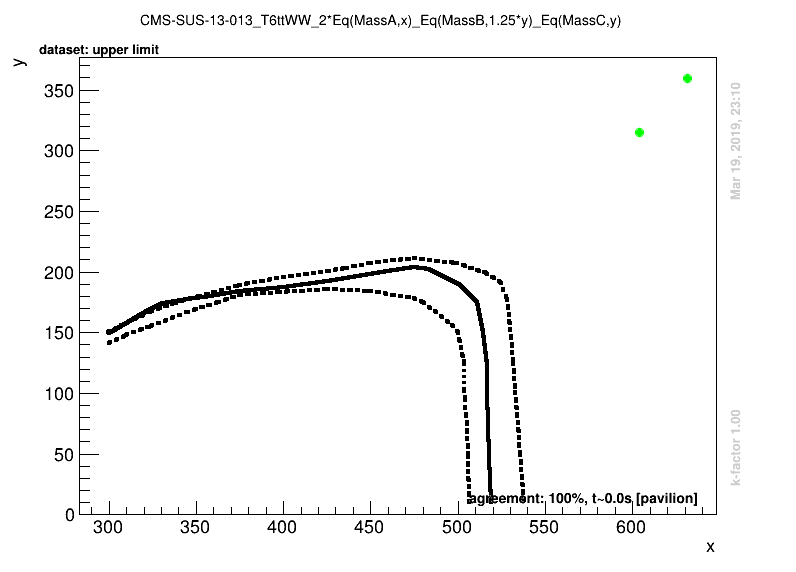 CMS-SUS-13-013_T6ttWW_2*Eq(MassA,x)_Eq(MassB,1.25*y)_Eq(MassC,y)
dataset: upper limit
y
350
300
250
200
150
100
50
0
300 350 400 450 500 550 600
x
agreement: 100%, t~0.0s [pavilion]
Mar 19, 2019, 23:10
k-factor 1.00